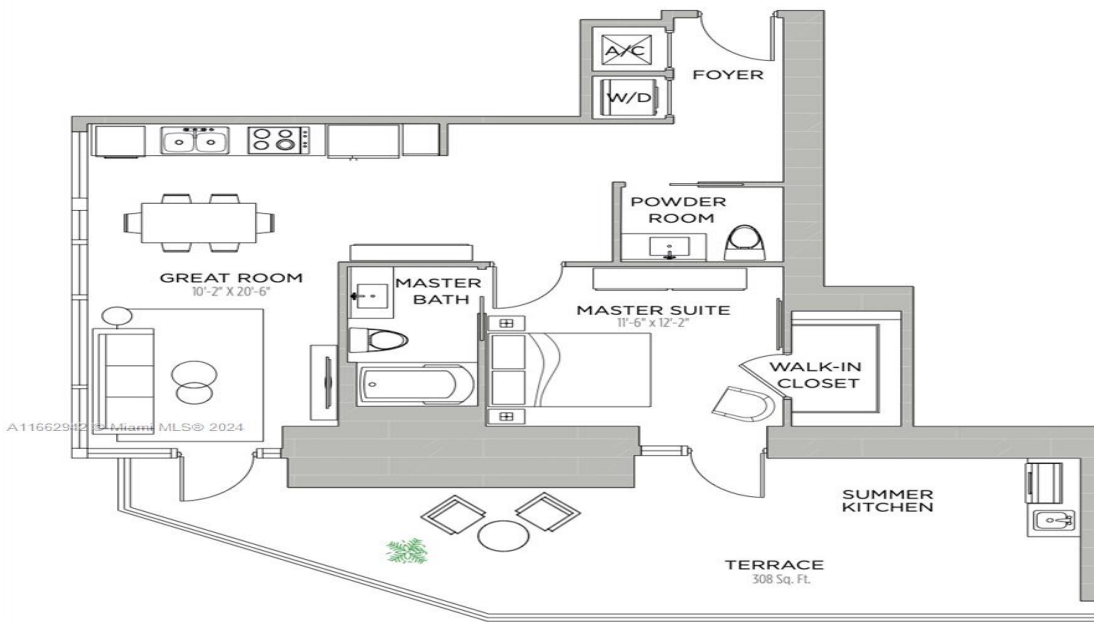 A/C
FOYER
W/D
POWDER
ROOM
GREAT ROOM
10'-2" X 20'-6"
MASTER
BATH
MASTER SUITE
11'-6" x 12'-2"
WALK-IN
CLOSET
A11662942 © Miami MLS® 2024
SUMMER
KITCHEN
TERRACE
308 Sq. Ft.